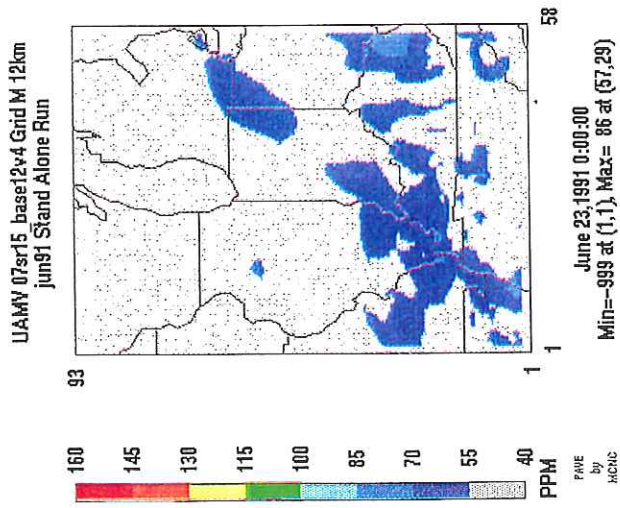 UAMV 07sr15_base12v4 Grid M 12km
jun91 Stand Alone Run
160
145
130
115
100
85
70
55
40
PPM
PAVE
by
MCNC
93
1
1
58
June 23,1991 0:00:00
Min=-999 at (1,1), Max= 86 at (57,29)